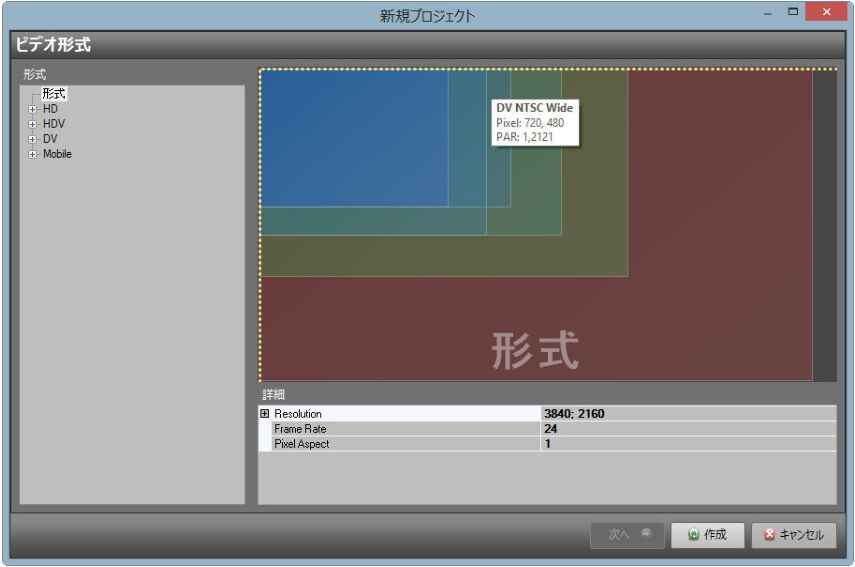 新規プロジェクト
ビデオ形式
形式
形式
HD
HDV
DV
Mobile
DV NTSC Wide
Pixel: 720, 480
PAR: 1,2121
形式
詳細
Resolution 3840; 2160
Frame Rate 24
Pixel Aspect 1
次へ 作成 キャンセル